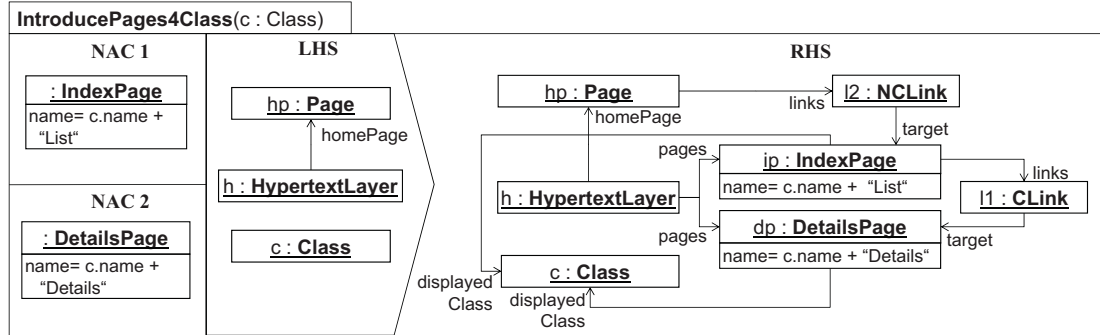 IntroducePages4Class(c : Class)
NAC 1
: IndexPage
name= c.name +
“List“
NAC 2
: DetailsPage
name= c.name +
“Details“
LHS
hp : Page
homePage
h : HypertextLayer
c : Class
RHS
hp : Page
links
l2 : NCLink
homePage
target
pages
ip : IndexPage
name= c.name + “List“
links
h : HypertextLayer
l1 : CLink
pages
dp : DetailsPage
target
name= c.name + “Details“
c : Class
displayed
Class
displayed
Class